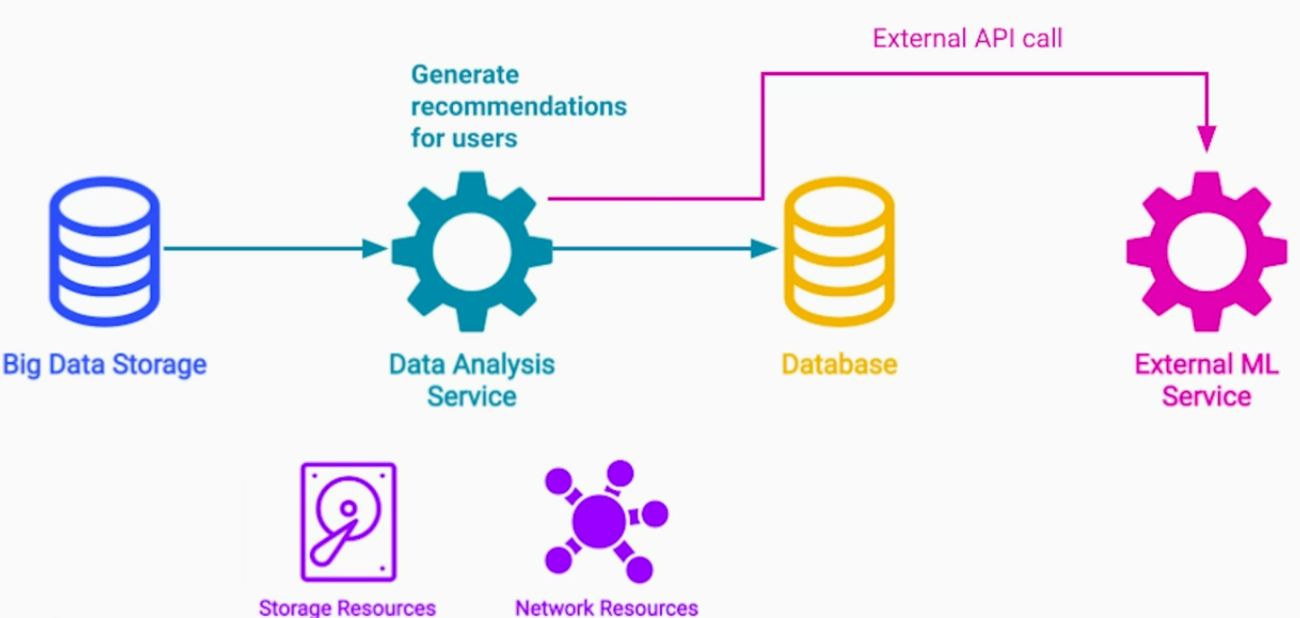 External API call
Generate
recommendations
for users
Big Data Storage
Data Analysis
Service
Database
External ML
Service
Storage Resources
Network Resources